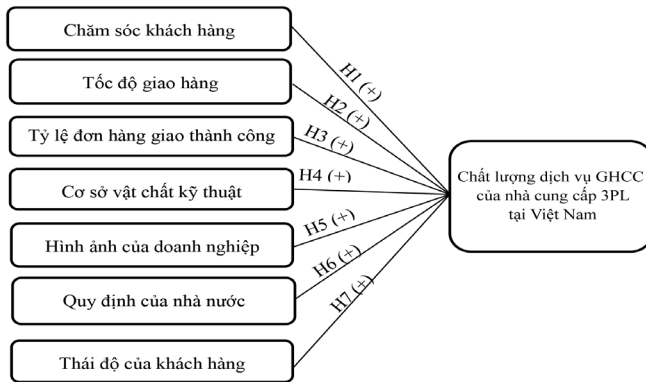 Chăm sóc khách hàng
H1 (+)
Tốc độ giao hàng
H2 (+)
Tỷ lệ đơn hàng giao thành công
H3 (+)
Cơ sở vật chất kỹ thuật
H4 (+)
Hình ảnh của doanh nghiệp
H5 (+)
Quy định của nhà nước
H6 (+)
Thái độ của khách hàng
H7 (+)
Chất lượng dịch vụ GHCC
của nhà cung cấp 3PL
tại Việt Nam